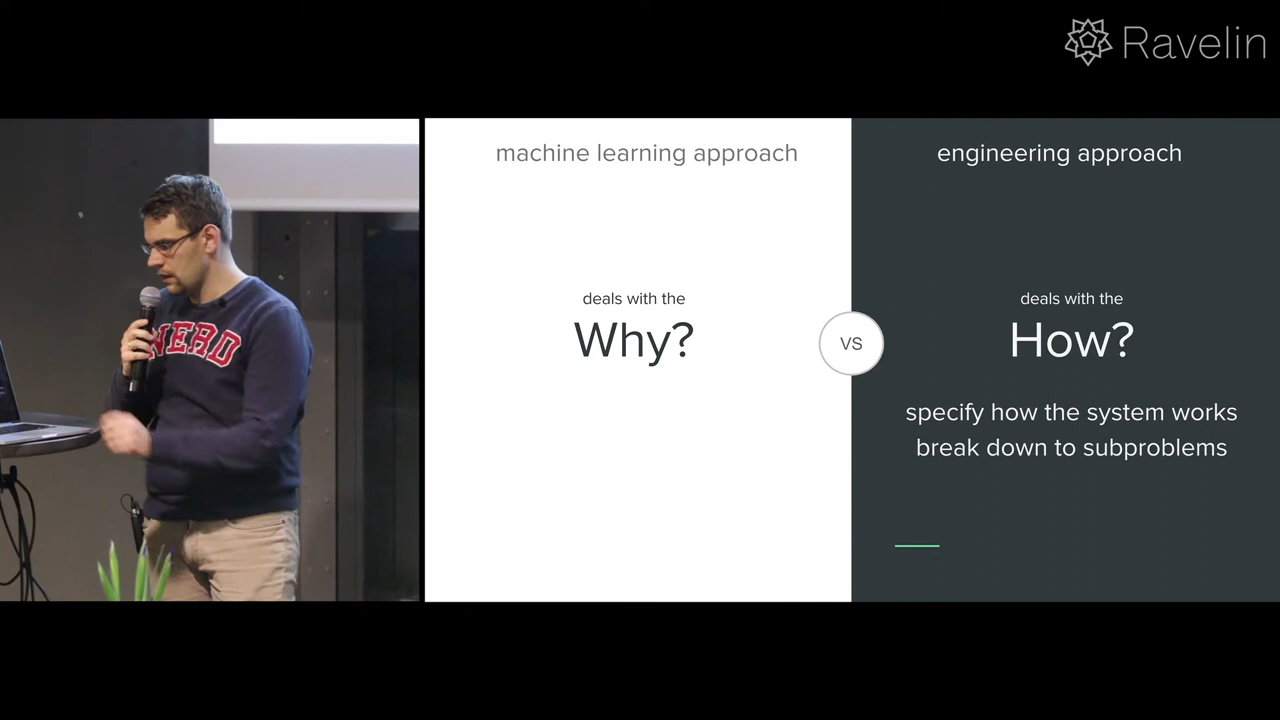 Ravelin
NERD
machine learning approach
deals with the
Why?
VS
engineering approach
deals with the
How?
specify how the system works
break down to subproblems